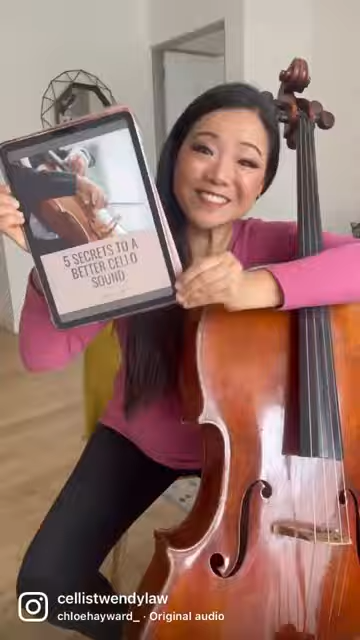 5 SECRETS TO A
BETTER CELLO
SOUND
cellistwendylaw
chloehayward_ · Original audio